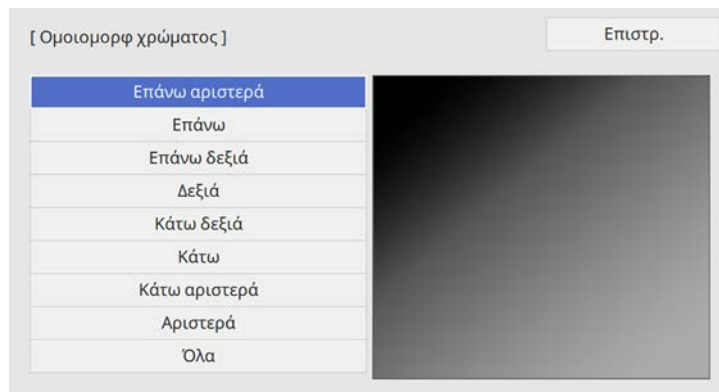 [ Ομοιομορφ χρώματος ]
Επιστρ.
Επάνω αριστερά
Επάνω
Επάνω δεξιά
Δεξιά
Κάτω δεξιά
Κάτω
Κάτω αριστερά
Αριστερά
Όλα